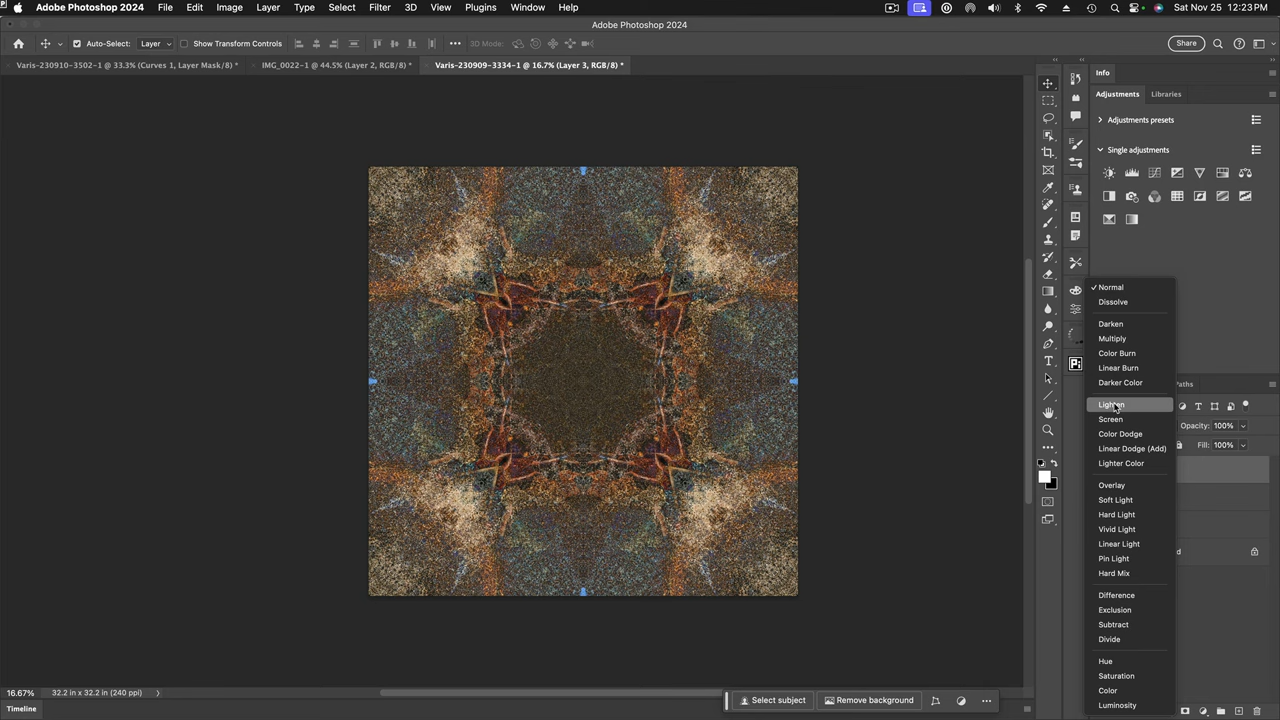 Adobe Photoshop 2024 File Edit Image Layer Type Select Filter 3D View Plugins Window Help Sat Nov 25 12:23 PM
Adobe Photoshop 2024
Auto-Select: Layer Show Transform Controls 3D Mode: Share
Varis-230910-3502-1 @ 33.3% (Curves 1, Layer Mask/8) * IMG_0022-1 @ 44.5% (Layer 2, RGB/8) * Varis-230909-3334-1 @ 16.7% (Layer 3, RGB/8) *
Info
Adjustments Libraries
Adjustments presets
Single adjustments
Normal
Dissolve
Darken
Multiply
Color Burn
Linear Burn
Darker Color
Paths
Lighten
Screen
Opacity: 100%
Color Dodge
Linear Dodge (Add)
Fill: 100%
Lighter Color
Overlay
Soft Light
Hard Light
Vivid Light
Linear Light
Pin Light
Hard Mix
Difference
Exclusion
Subtract
Divide
Hue
Saturation
Color
Luminosity
16.67% 32.2 in x 32.2 in (240 ppi)
Select subject Remove background
Timeline